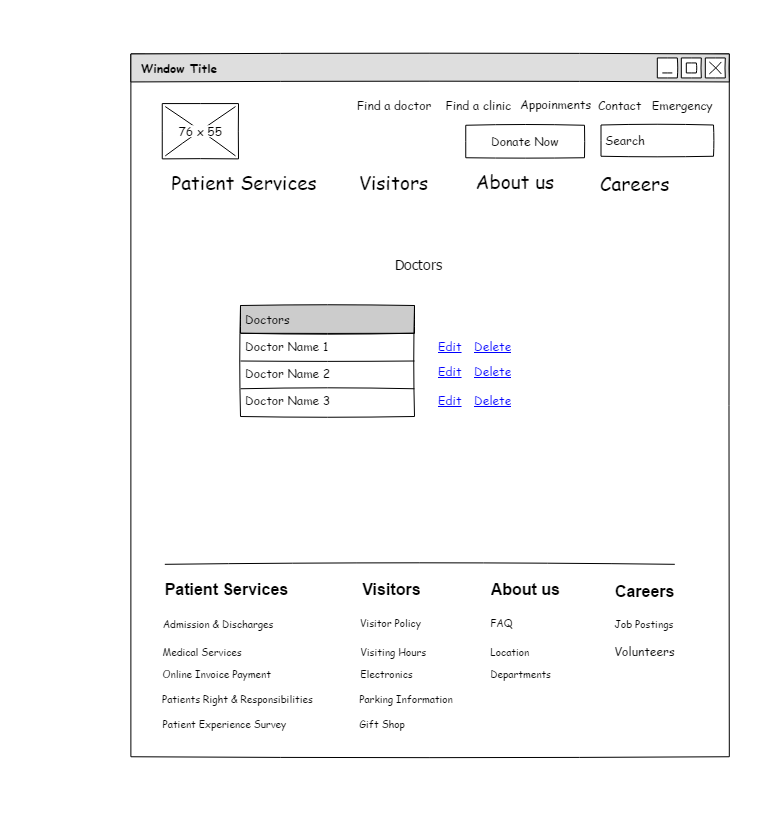 Window Title
Find a doctor Find a clinic Appoinments Contact Emergency
76 x 55
Donate Now Search
Patient Services Visitors About us Careers
Doctors
Doctors
Doctor Name 1 Edit Delete
Doctor Name 2 Edit Delete
Doctor Name 3 Edit Delete
Patient Services Visitors About us Careers
Admission & Discharges Visitor Policy FAQ Job Postings
Medical Services Visiting Hours Location Volunteers
Online Invoice Payment Electronics Departments
Patients Right & Responsibilities Parking Information
Patient Experience Survey Gift Shop